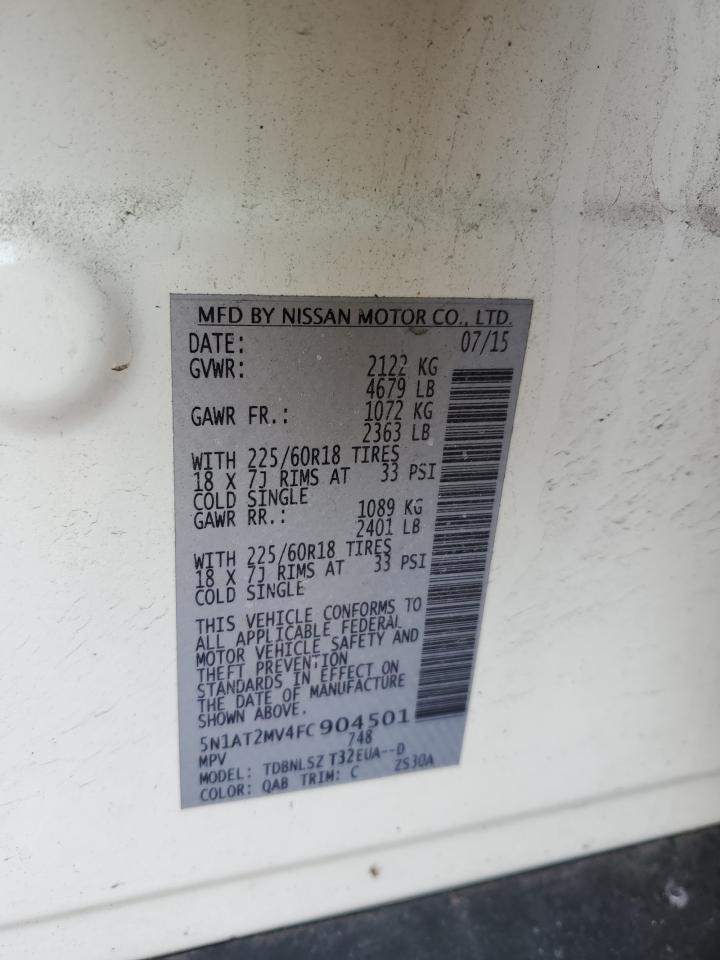 MFD BY NISSAN MOTOR CO., LTD.
DATE: 07/15
GVWR: 2122 KG
4679 LB
GAWR FR.: 1072 KG
2363 LB
WITH 225/60R18 TIRES
18 X 7J RIMS AT 33 PSI
COLD SINGLE
GAWR RR.: 1089 KG
2401 LB
WITH 225/60R18 TIRES
18 X 7J RIMS AT 33 PSI
COLD SINGLE
THIS VEHICLE CONFORMS TO
ALL APPLICABLE FEDERAL
MOTOR VEHICLE SAFETY AND
THEFT PREVENTION
STANDARDS IN EFFECT ON
THE DATE OF MANUFACTURE
SHOWN ABOVE.
5N1AT2MV4FC904501
MPV 748
MODEL: TDBNLSZ T32EUA--D
COLOR: QAB TRIM: C ZS30A